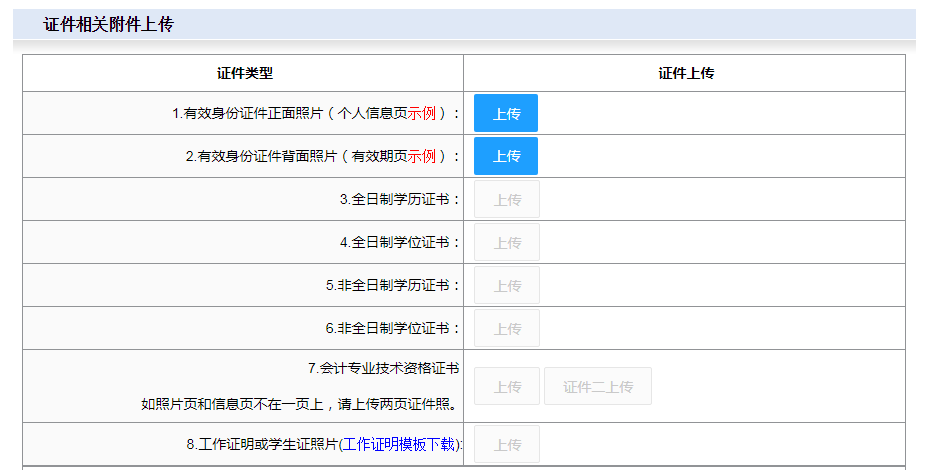 证件相关附件上传
证件类型 证件上传
1.有效身份证件正面照片（个人信息页示例）： 上传
2.有效身份证件背面照片（有效期页示例）： 上传
3.全日制学历证书： 上传
4.全日制学位证书： 上传
5.非全日制学历证书： 上传
6.非全日制学位证书： 上传
7.会计专业技术资格证书
如照片页和信息页不在一页上，请上传两页证件照。 上传 证件二上传
8.工作证明或学生证照片(工作证明模板下载): 上传